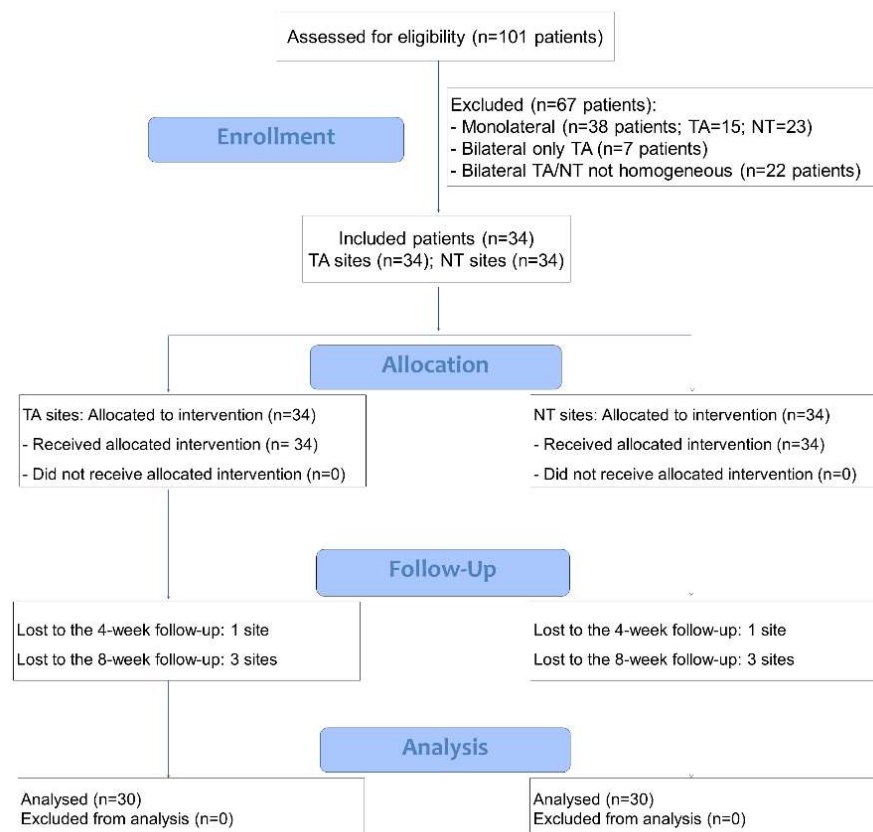 Assessed for eligibility (n=101 patients)
Enrollment
Excluded (n=67 patients):
- Monolateral (n=38 patients; TA=15; NT=23)
- Bilateral only TA (n=7 patients)
- Bilateral TA/NT not homogeneous (n=22 patients)
Included patients (n=34)
TA sites (n=34); NT sites (n=34)
Allocation
TA sites: Allocated to intervention (n=34)
- Received allocated intervention (n= 34)
- Did not receive allocated intervention (n=0)
NT sites: Allocated to intervention (n=34)
- Received allocated intervention (n=34)
- Did not receive allocated intervention (n=0)
Follow-Up
Lost to the 4-week follow-up: 1 site
Lost to the 8-week follow-up: 3 sites
Lost to the 4-week follow-up: 1 site
Lost to the 8-week follow-up: 3 sites
Analysis
Analysed (n=30)
Excluded from analysis (n=0)
Analysed (n=30)
Excluded from analysis (n=0)